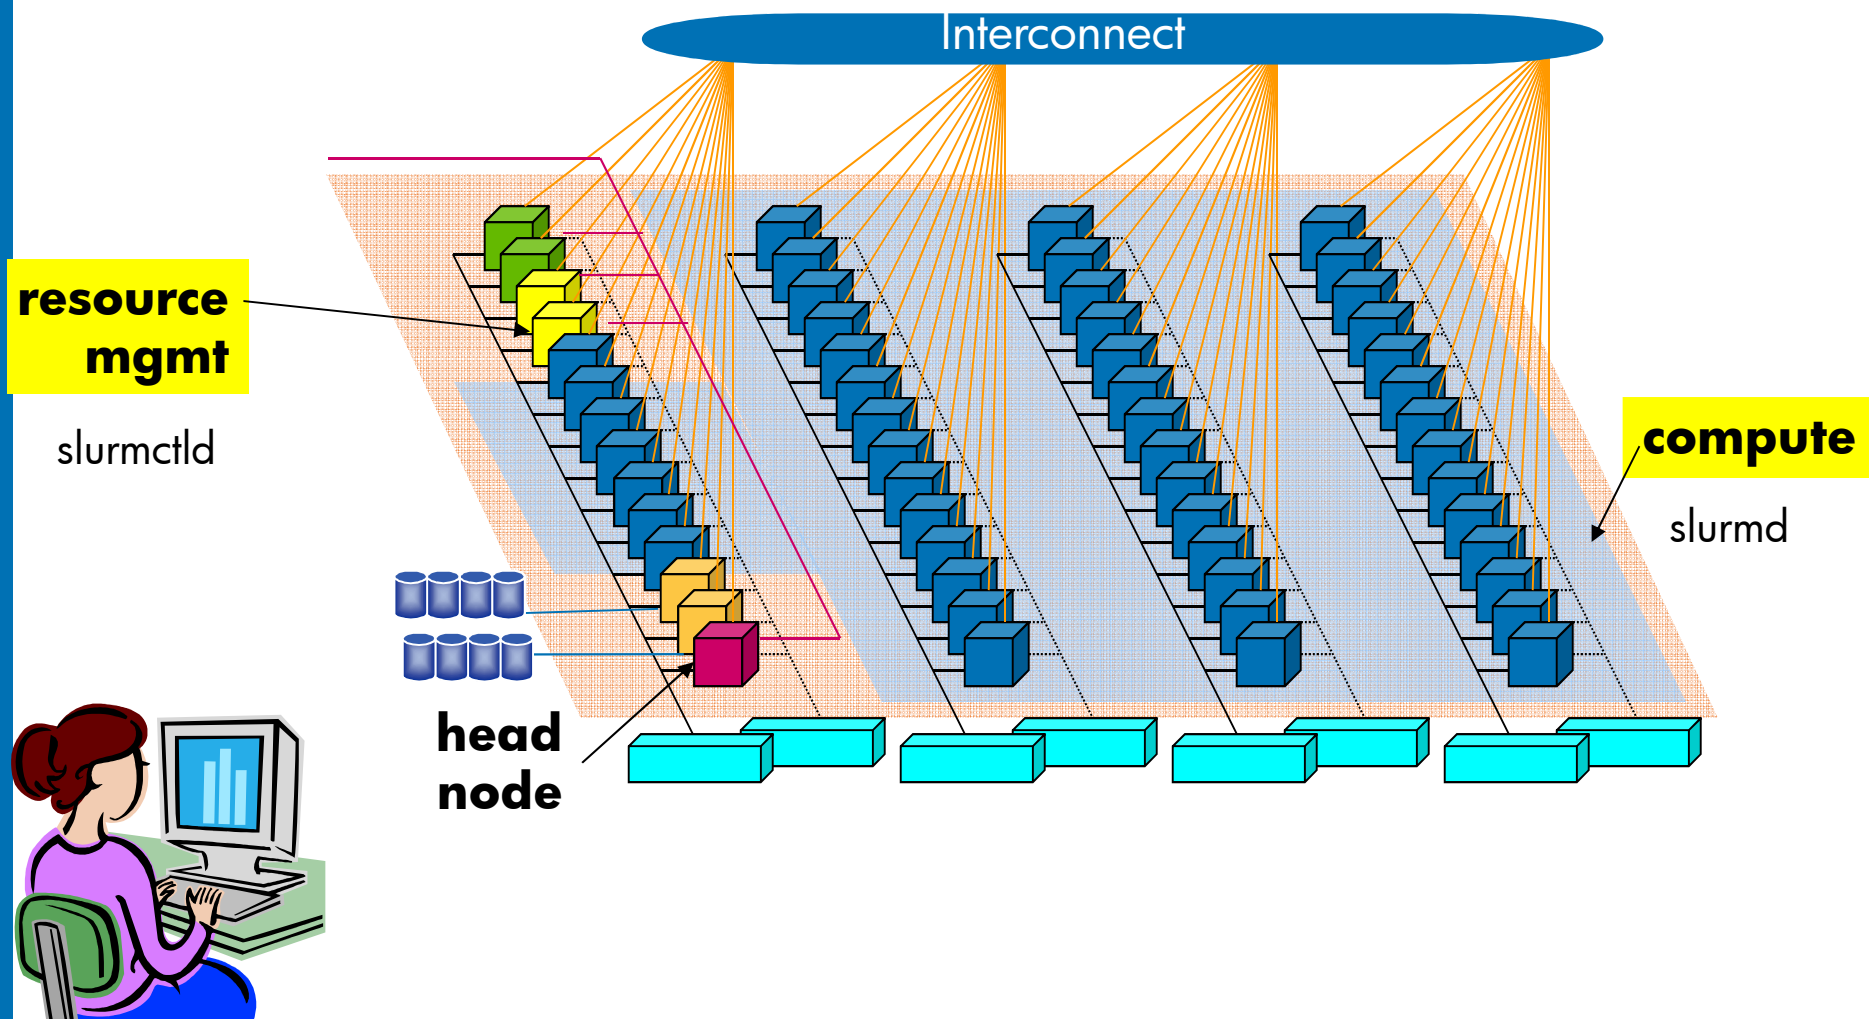 Interconnect
resource
mgmt
slurmctld
compute
slurmd
head
node